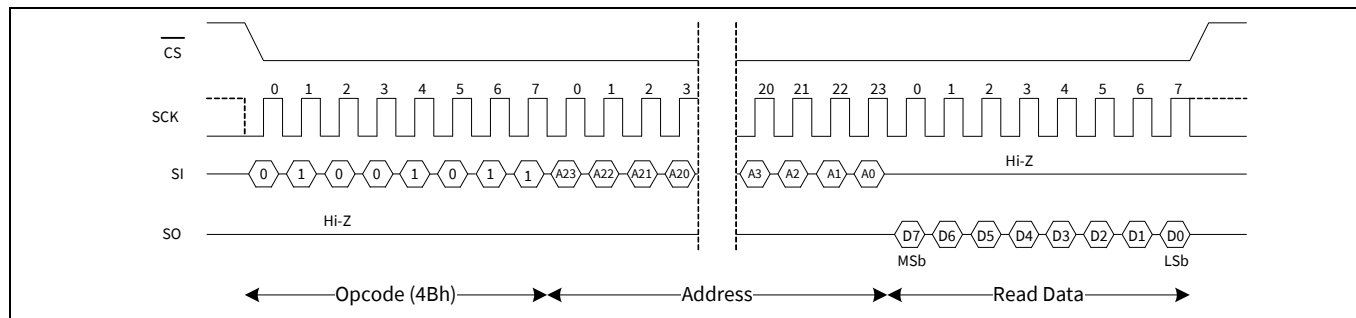 CS
0 1 2 3 4 5 6 7 0 1 2 3 20 21 22 23 0 1 2 3 4 5 6 7
SCK
SI 0 1 0 0 1 0 1 1 A23 A22 A21 A20 A3 A2 A1 A0 Hi-Z
Hi-Z
SO D7 D6 D5 D4 D3 D2 D1 D0
MSb LSb
Opcode (4Bh) Address Read Data